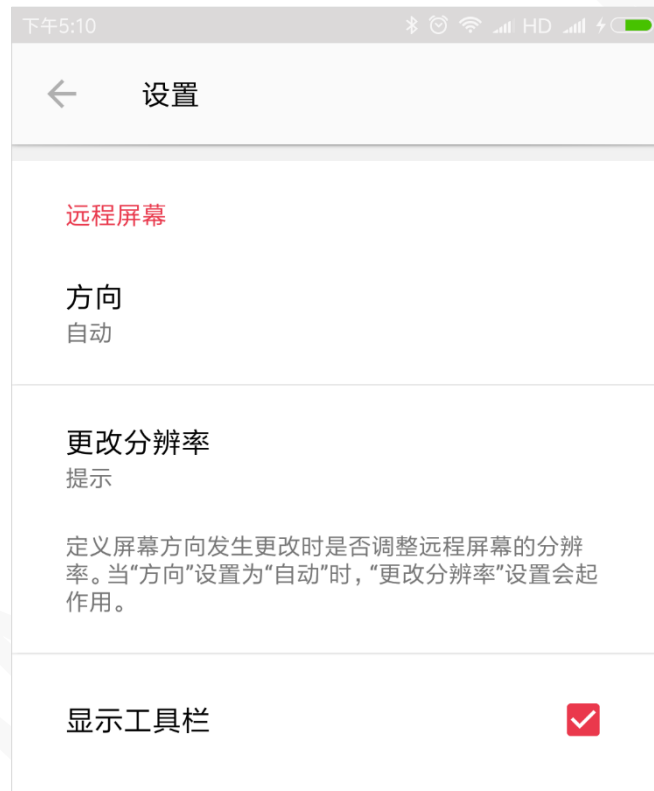 下午5:10 HD
设置
远程屏幕
方向
自动
更改分辨率
提示
定义屏幕方向发生更改时是否调整远程屏幕的分辨
率。当“方向”设置为“自动”时，“更改分辨率”设置会起
作用。
显示工具栏